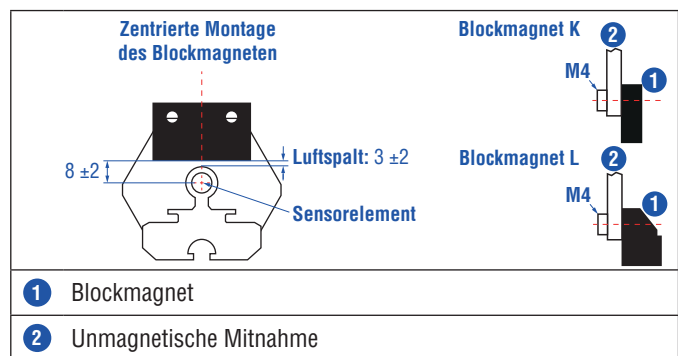 Zentrierte Montage
des Blockmagneten
8 ±2
Luftspalt: 3 ±2
Sensorelement
Blockmagnet K
2
M4
1
Blockmagnet L
2
M4
1
1 Blockmagnet
2 Unmagnetische Mitnahme